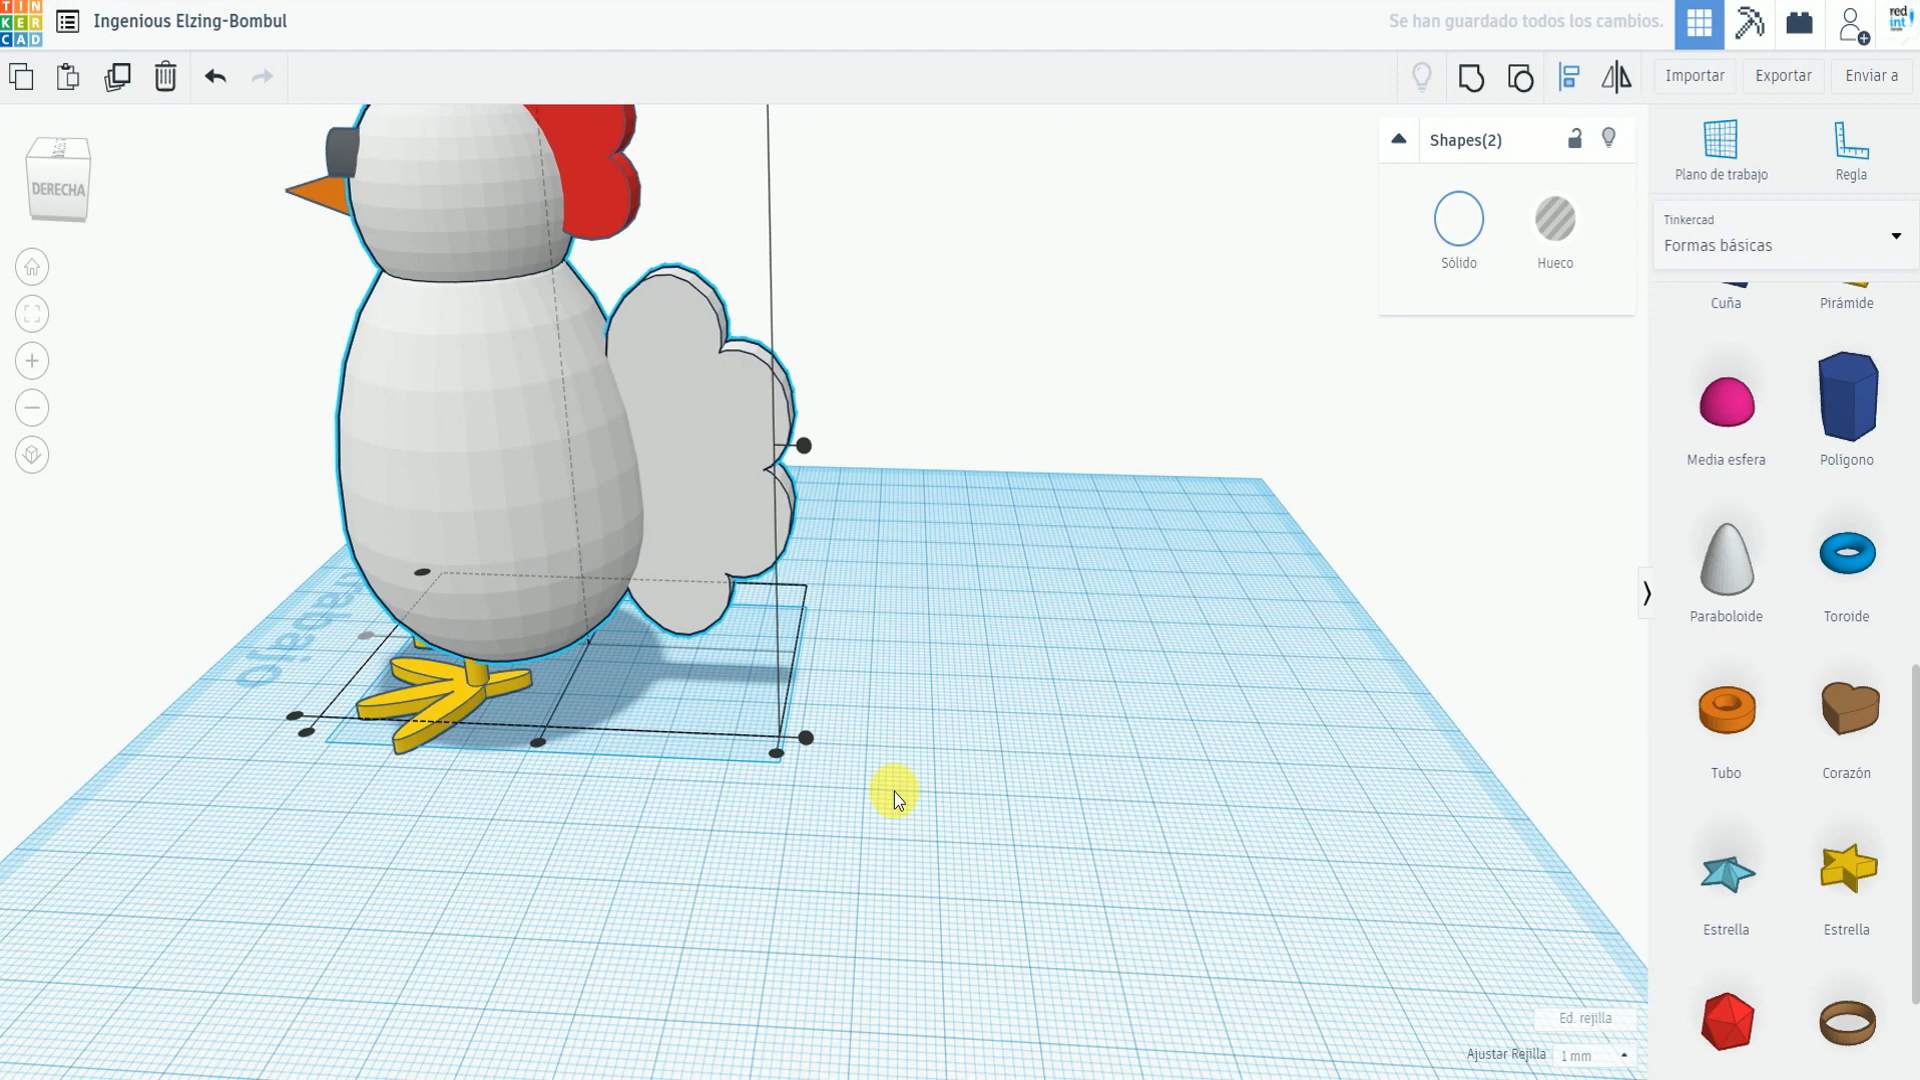 TIN
KER
CAD
Ingenious Elzing-Bombul
Se han guardado todos los cambios.
red
int
Importar
Exportar
Enviar a
DERECHA
Shapes(2)
Sólido
Hueco
Plano de trabajo
Regla
Tinkercad
Formas básicas
Cuña
Pirámide
Media esfera
Polígono
Paraboloide
Toroide
Tubo
Corazón
Estrella
Estrella
Ed. rejilla
Ajustar Rejilla
1 mm